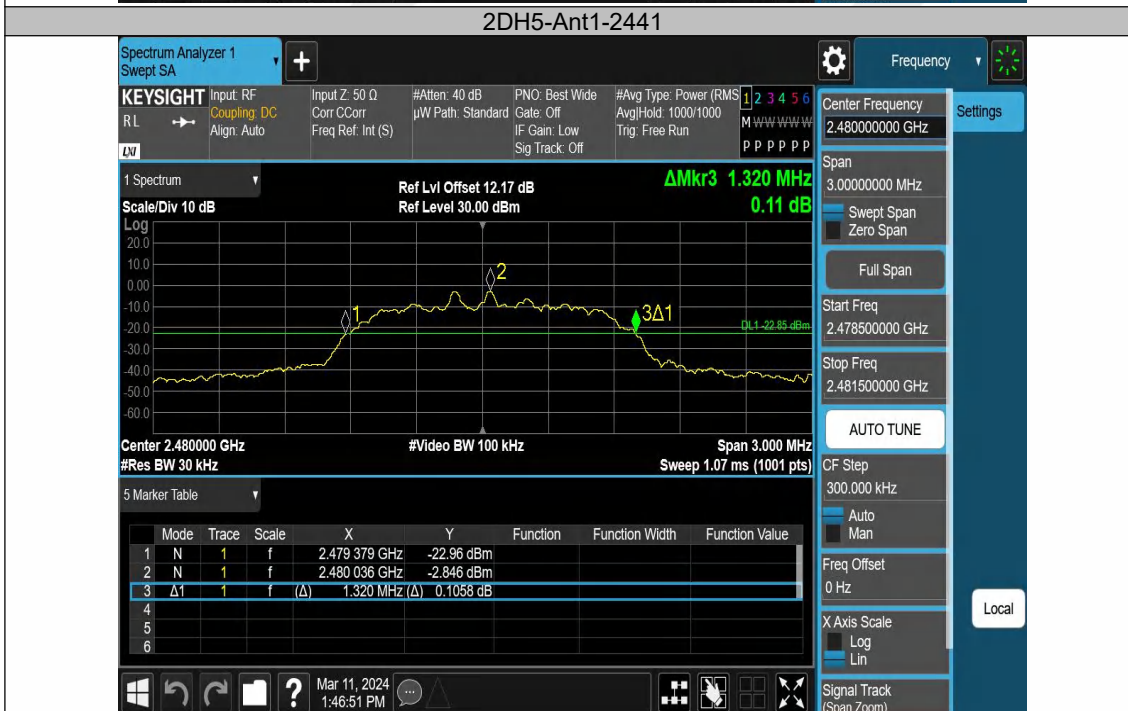 2DH5-Ant1-2441
Spectrum Analyzer 1
Swept SA
Frequency
KEYSIGHT
RL
LXI
Input: RF
Coupling: DC
Align: Auto
Input Z: 50 Ω
Corr CCorr
Freq Ref: Int (S)
#Atten: 40 dB
µW Path: Standard
PNO: Best Wide
Gate: Off
IF Gain: Low
Sig Track: Off
#Avg Type: Power (RMS
Avg|Hold: 1000/1000
Trig: Free Run
1 2 3 4 5 6
M W W W W W
P P P P P P
1 Spectrum
Scale/Div 10 dB
Ref Lvl Offset 12.17 dB
Ref Level 30.00 dBm
ΔMkr3 1.320 MHz
0.11 dB
Log
20.0
10.0
0.00
-10.0
-20.0
-30.0
-40.0
-50.0
-60.0
1
2
3Δ1
DL1 -22.85 dBm
Center 2.480000 GHz
#Video BW 100 kHz
Span 3.000 MHz
#Res BW 30 kHz
Sweep 1.07 ms (1001 pts)
5 Marker Table
Mode Trace Scale X Y Function Function Width Function Value
1 N 1 f 2.479 379 GHz -22.96 dBm
2 N 1 f 2.480 036 GHz -2.846 dBm
3 Δ1 1 f (Δ) 1.320 MHz (Δ) 0.1058 dB
4
5
6
Mar 11, 2024
1:46:51 PM
Center Frequency
2.480000000 GHz
Settings
Span
3.00000000 MHz
Swept Span
Zero Span
Full Span
Start Freq
2.478500000 GHz
Stop Freq
2.481500000 GHz
AUTO TUNE
CF Step
300.000 kHz
Auto
Man
Freq Offset
0 Hz
Local
X Axis Scale
Log
Lin
Signal Track
(Span Zoom)